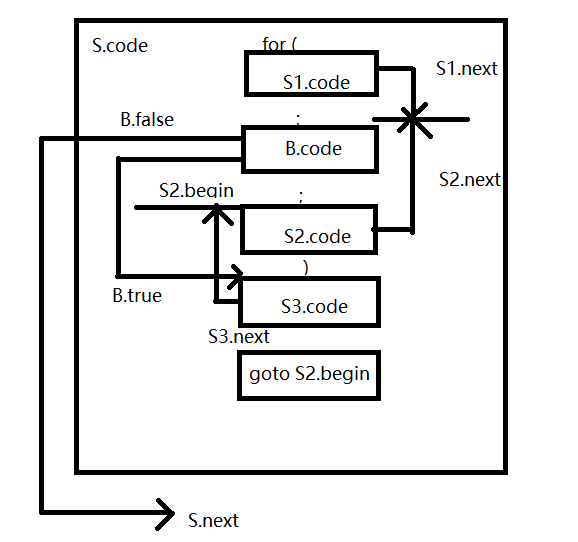 S.code
for (
S1.code
S1.next
B.false
;
B.code
S2.begin
;
S2.next
S2.code
)
B.true
S3.code
S3.next
goto S2.begin
S.next